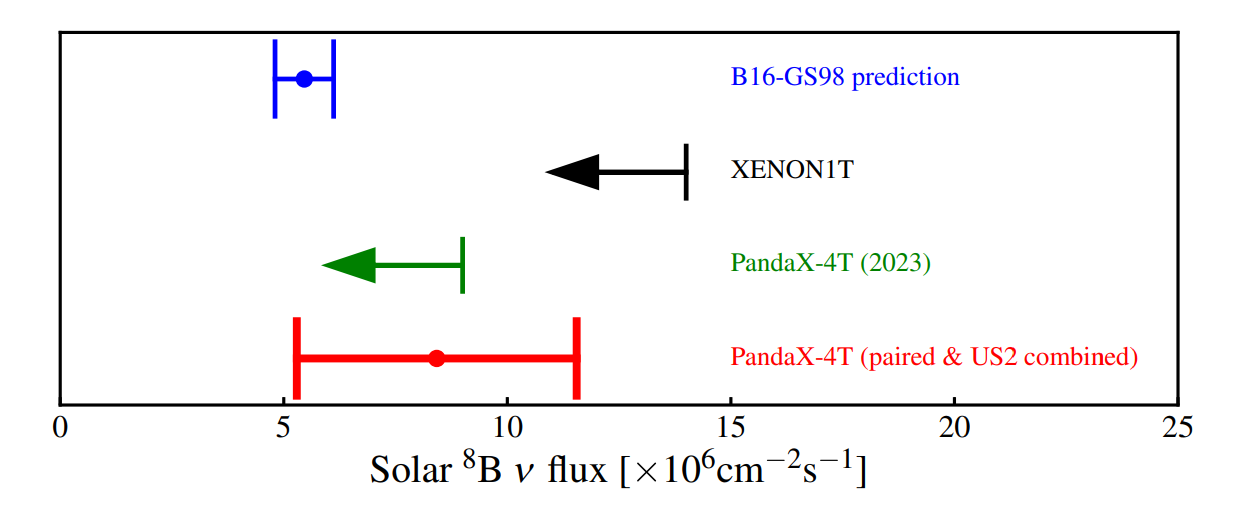 B16-GS98 prediction
XENON1T
PandaX-4T (2023)
PandaX-4T (paired & US2 combined)
0 5 10 15 20 25
Solar ⁸B ν flux [×10⁶cm⁻²s⁻¹]